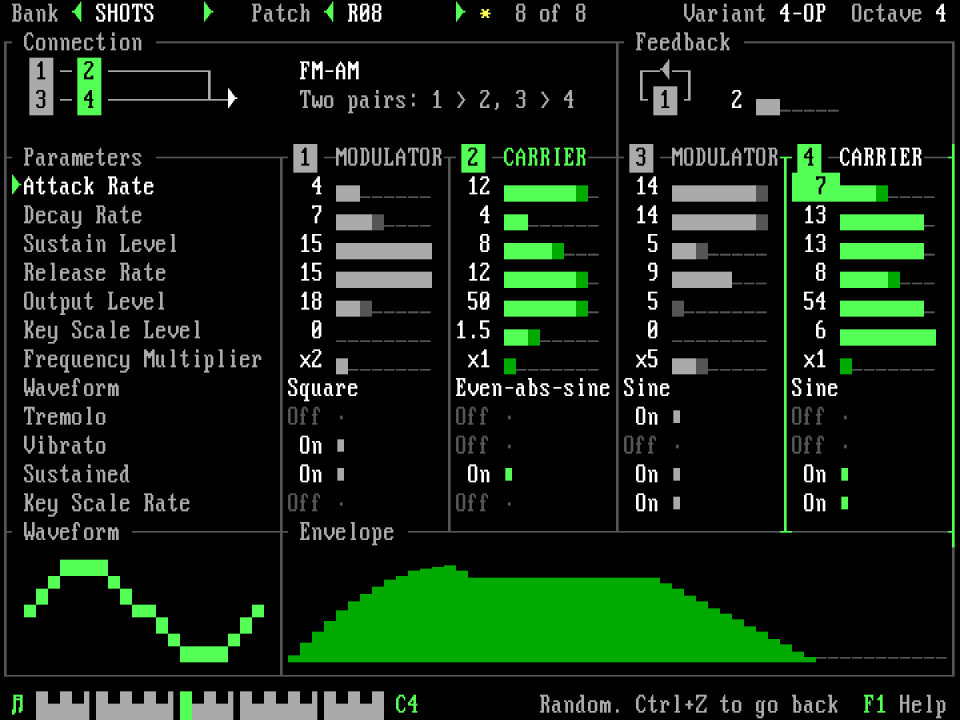 Bank SHOTS Patch R08 * 8 of 8 Variant 4-OP Octave 4
Connection Feedback
1 2 FM-AM
3 4 Two pairs: 1 > 2, 3 > 4 1 2
Parameters 1 MODULATOR 2 CARRIER 3 MODULATOR 4 CARRIER
Attack Rate 4 12 14 7
Decay Rate 7 4 14 13
Sustain Level 15 8 5 13
Release Rate 15 12 9 8
Output Level 18 50 5 54
Key Scale Level 0 1.5 0 6
Frequency Multiplier x2 x1 x5 x1
Waveform Square Even-abs-sine Sine Sine
Tremolo Off Off On Off
Vibrato On Off Off Off
Sustained On On On On
Key Scale Rate Off Off On On
Waveform Envelope
C4 Random. Ctrl+Z to go back F1 Help